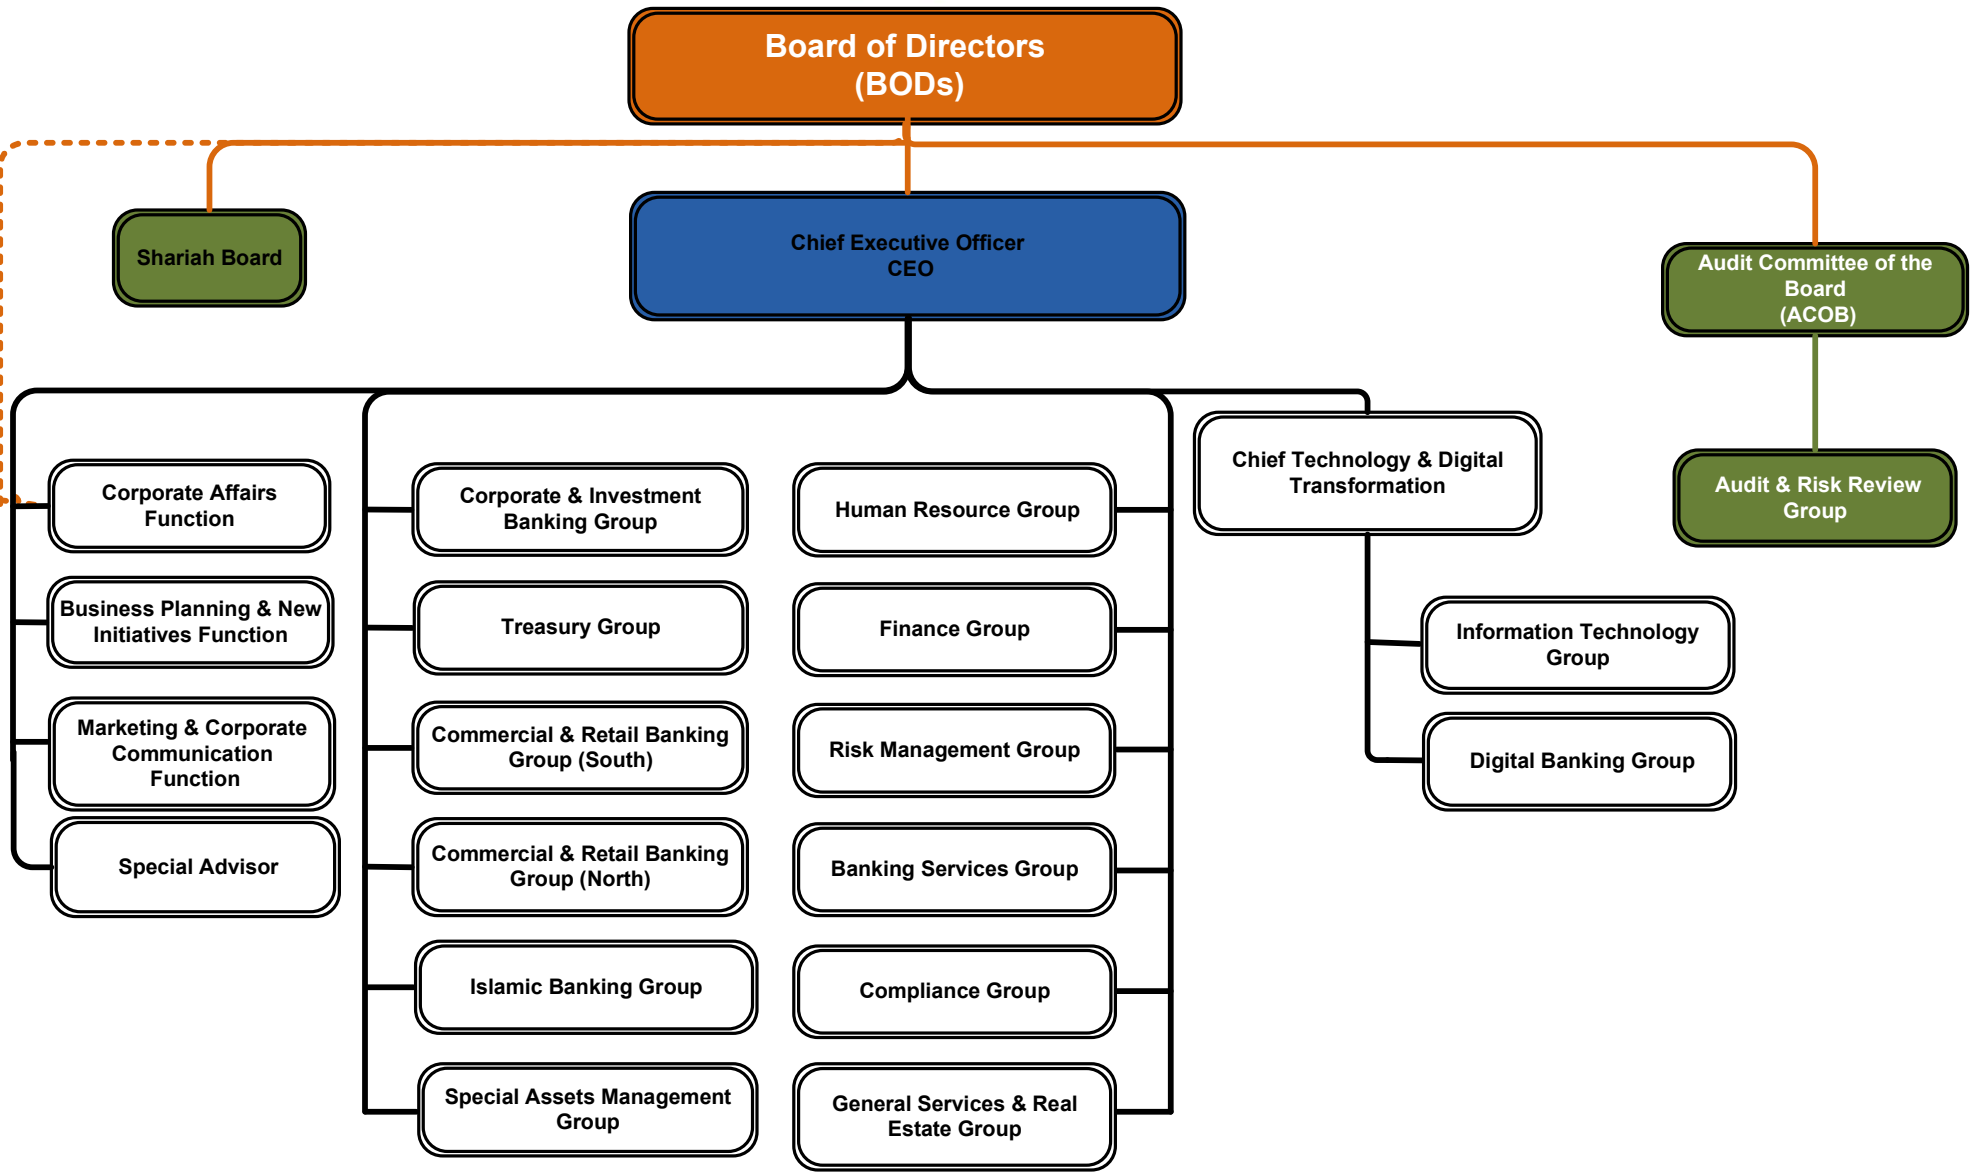 Board of Directors
(BODs)
Shariah Board
Chief Executive Officer
CEO
Audit Committee of the
Board
(ACOB)
Corporate Affairs
Function
Business Planning & New
Initiatives Function
Marketing & Corporate
Communication
Function
Special Advisor
Corporate & Investment
Banking Group
Treasury Group
Commercial & Retail Banking
Group (South)
Commercial & Retail Banking
Group (North)
Islamic Banking Group
Special Assets Management
Group
Human Resource Group
Finance Group
Risk Management Group
Banking Services Group
Compliance Group
General Services & Real
Estate Group
Chief Technology & Digital
Transformation
Information Technology
Group
Digital Banking Group
Audit & Risk Review
Group